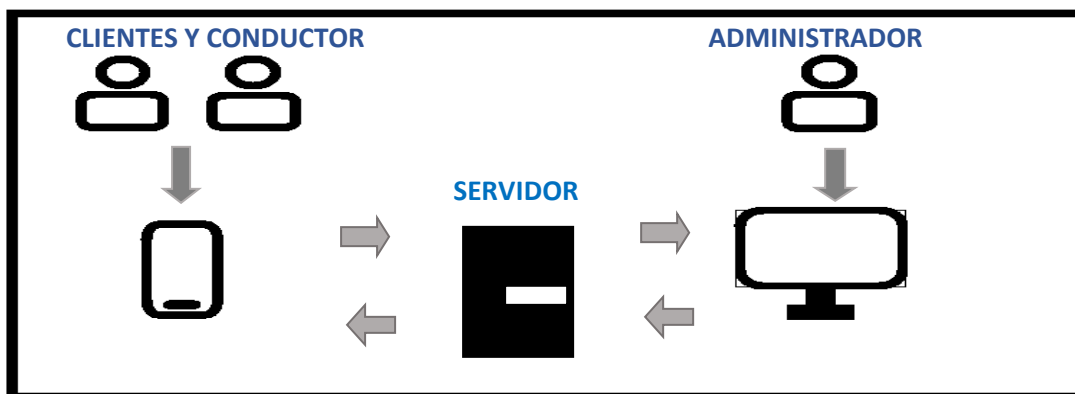 CLIENTES Y CONDUCTOR
ADMINISTRADOR
SERVIDOR